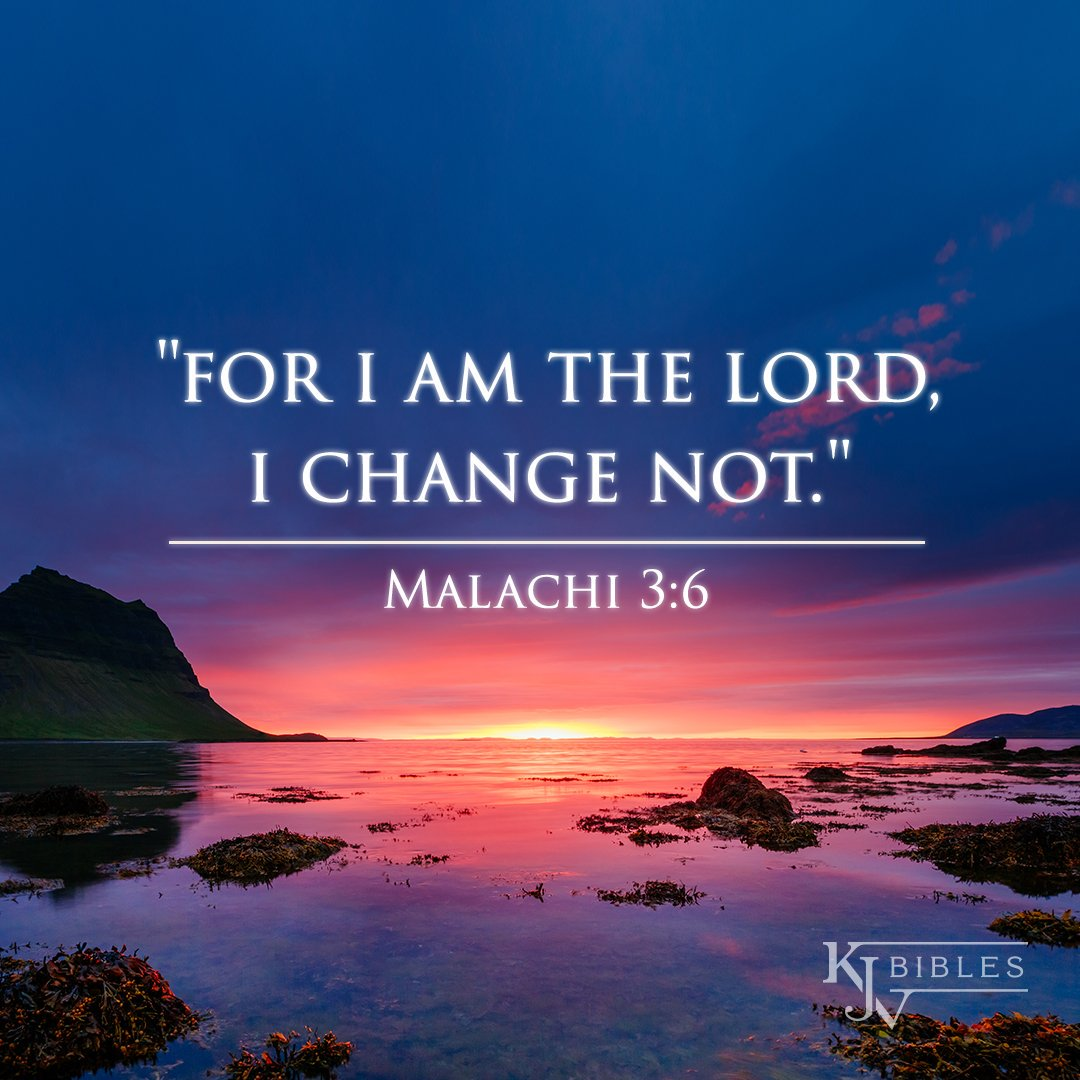 "FOR I AM THE LORD,
I CHANGE NOT."
MALACHI 3:6
KJV BIBLES